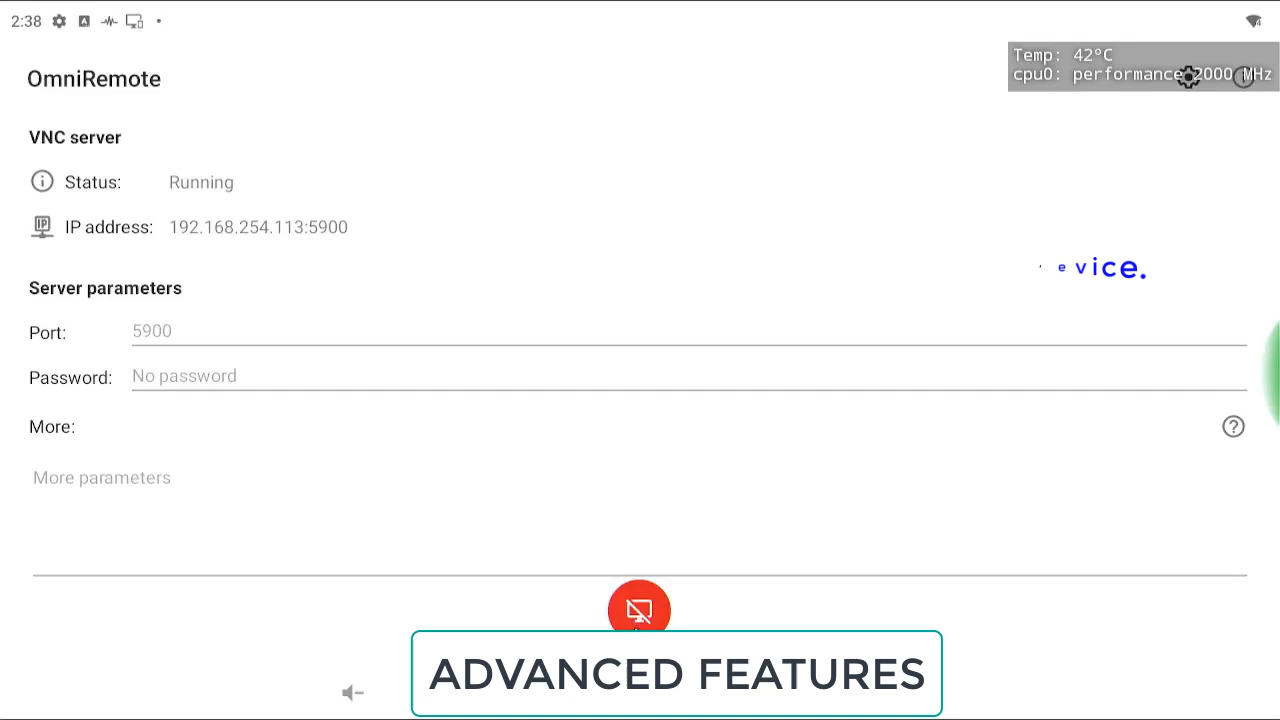 2:38
Temp: 42°C
cpu0: performance 2000 MHz
OmniRemote
VNC server
Status: Running
IP address: 192.168.254.113:5900
evice.
Server parameters
Port: 5900
Password: No password
More:
More parameters
ADVANCED FEATURES